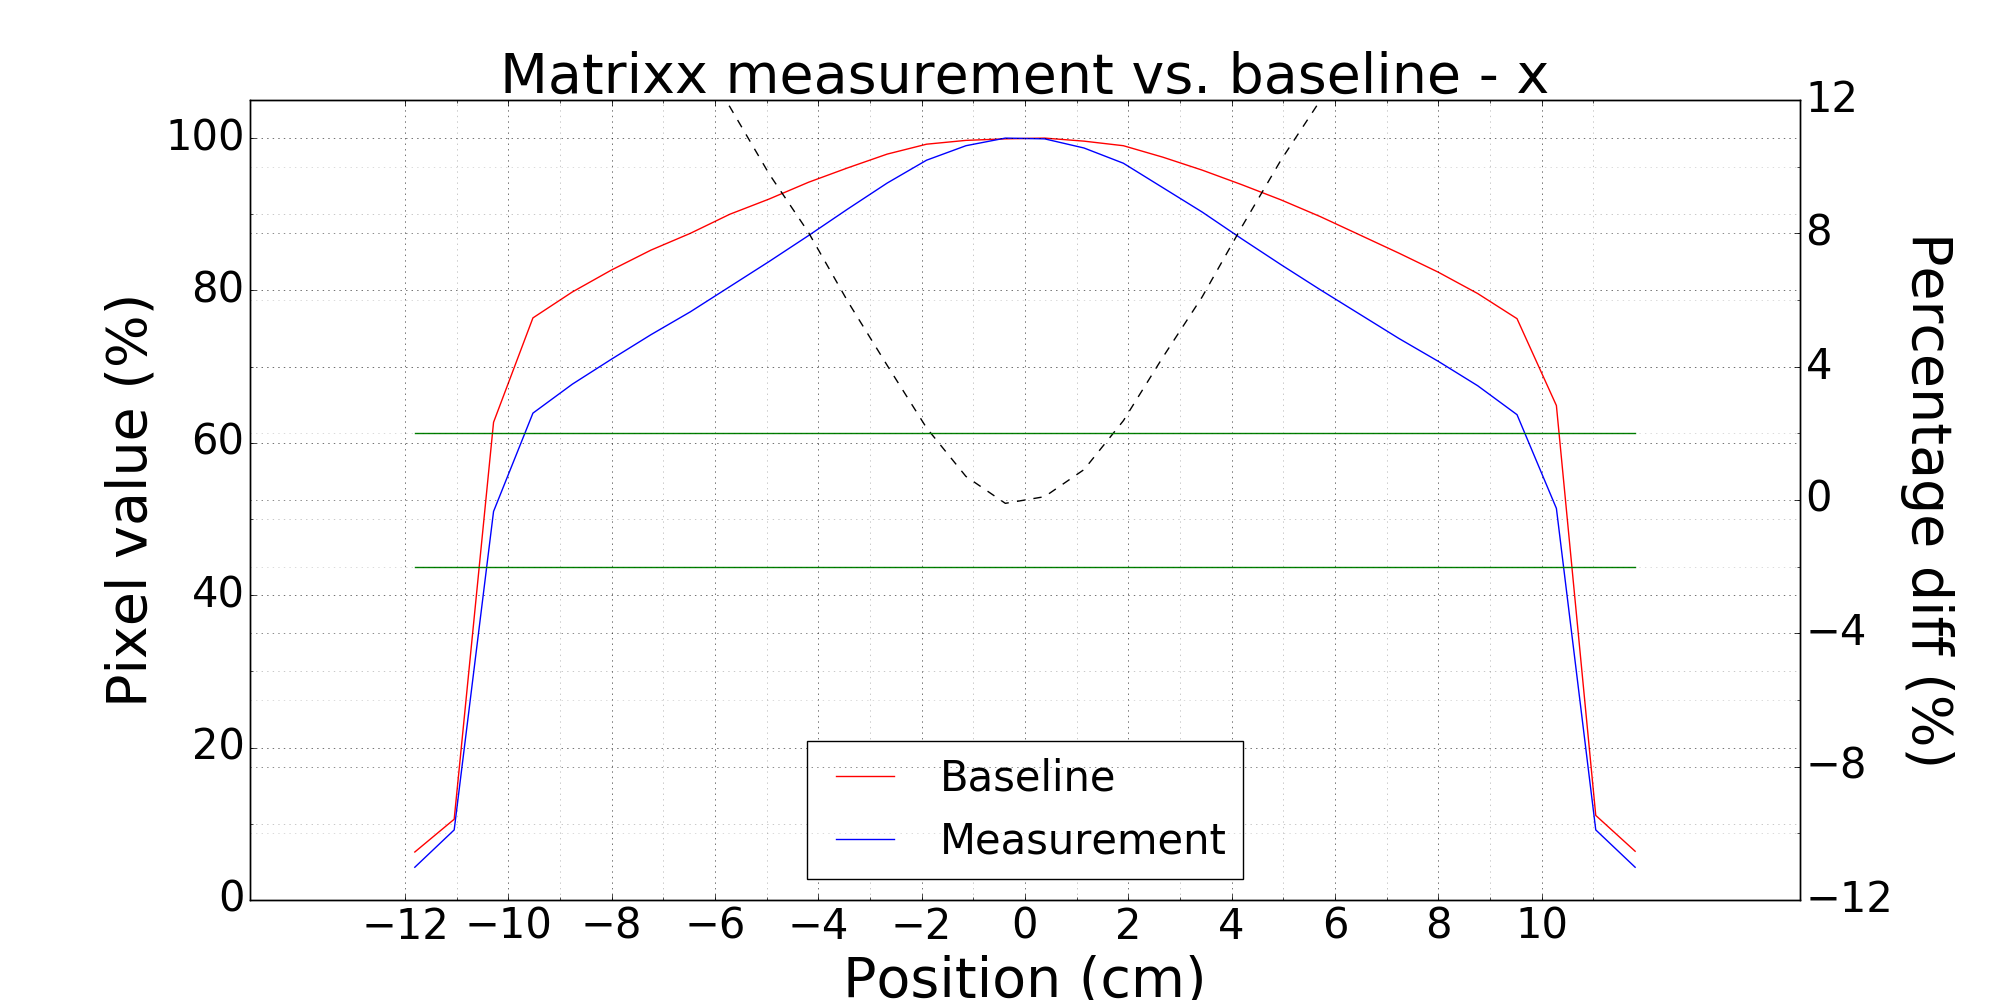 Matrixx measurement vs. baseline - x
100
80
60
40
20
0
Pixel value (%)
12
8
4
0
−4
−8
−12
Percentage diff (%)
Baseline
Measurement
−12 −10 −8 −6 −4 −2 0 2 4 6 8 10
Position (cm)